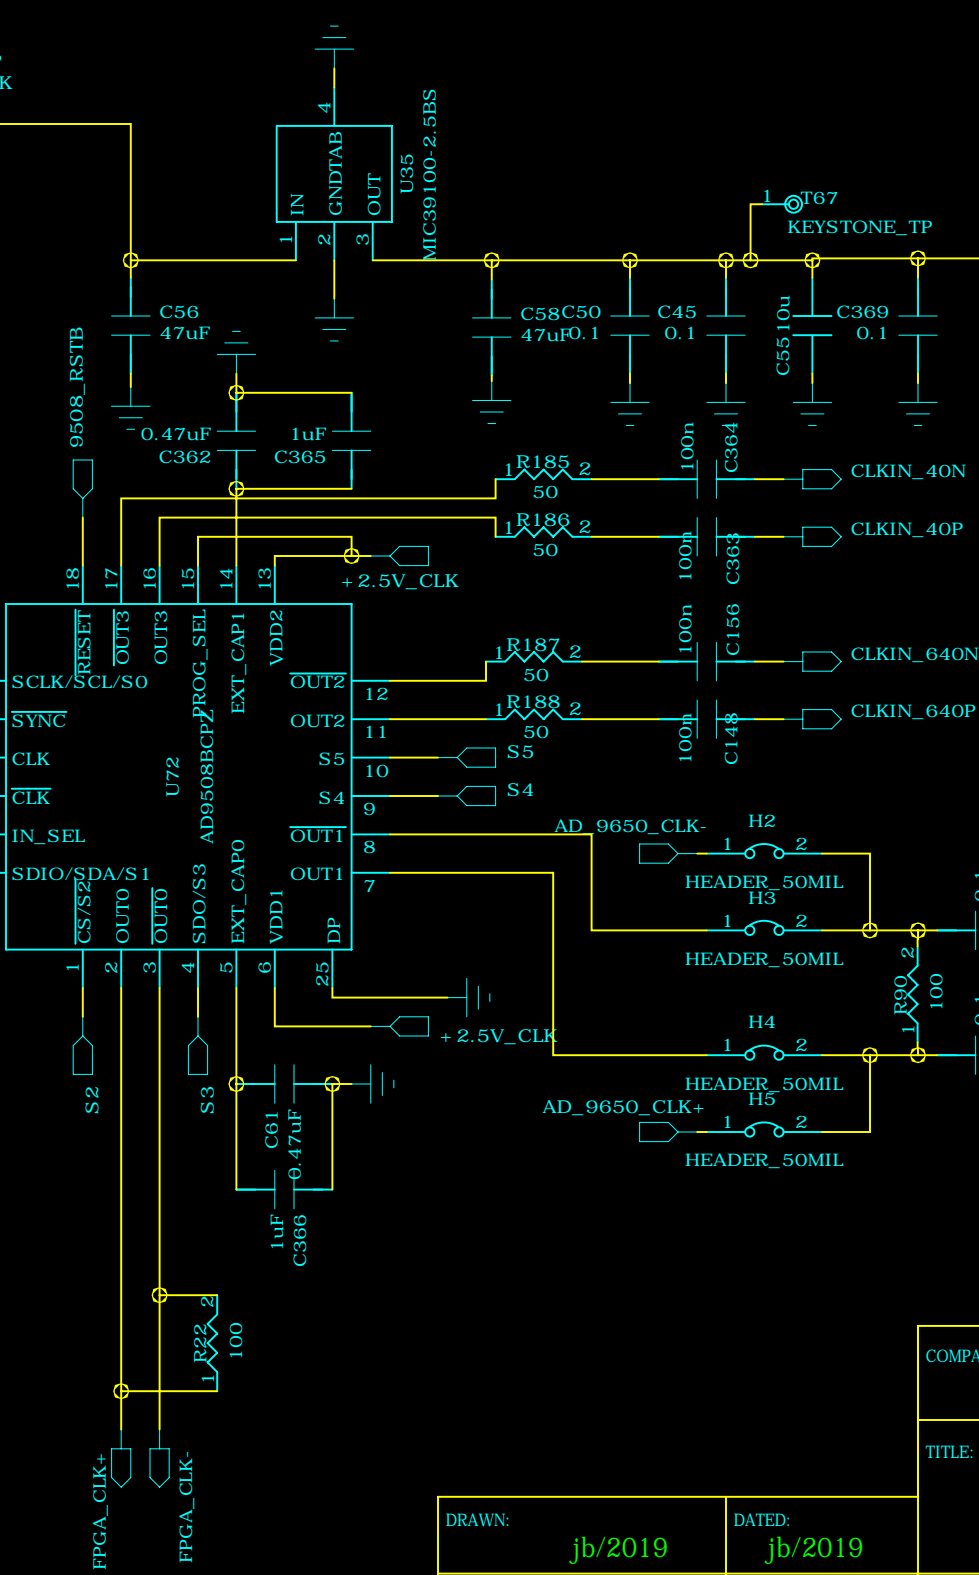 K
4
GNDTAB
IN
OUT
1
2
3
U35
MIC39100-2.5BS
1
T67
KEYSTONE_TP
C56
47uF
C58
47uF
C50
0.1
C45
0.1
C55
10u
C369
0.1
9508_RSTB
0.47uF
C362
1uF
C365
1
R185
2
50
100n
C364
CLKIN_40N
1
R186
2
50
100n
C363
CLKIN_40P
+2.5V_CLK
18
17
16
15
14
13
RESET
OUT3
OUT3
PROG_SEL
EXT_CAP1
VDD2
SCLK/SCL/S0
SYNC
CLK
CLK
IN_SEL
SDIO/SDA/S1
U72
AD9508BCPZ
OUT2
12
OUT2
11
S5
10
S4
9
OUT1
8
OUT1
7
1
R187
2
50
100n
C156
CLKIN_640N
1
R188
2
50
100n
C148
CLKIN_640P
S5
S4
AD_9650_CLK-
H2
1
2
HEADER_50MIL
H3
1
2
HEADER_50MIL
R90
100
2
1
H4
1
2
HEADER_50MIL
H5
AD_9650_CLK+
1
2
HEADER_50MIL
CS/S2
OUT0
OUT0
SDO/S3
EXT_CAP0
VDD1
DP
1
2
3
4
5
6
25
+2.5V_CLK
S2
S3
C61
0.47uF
1uF
C366
2
R22
1
100
FPGA_CLK+
FPGA_CLK-
COMPA
TITLE:
DRAWN:
jb/2019
DATED:
jb/2019